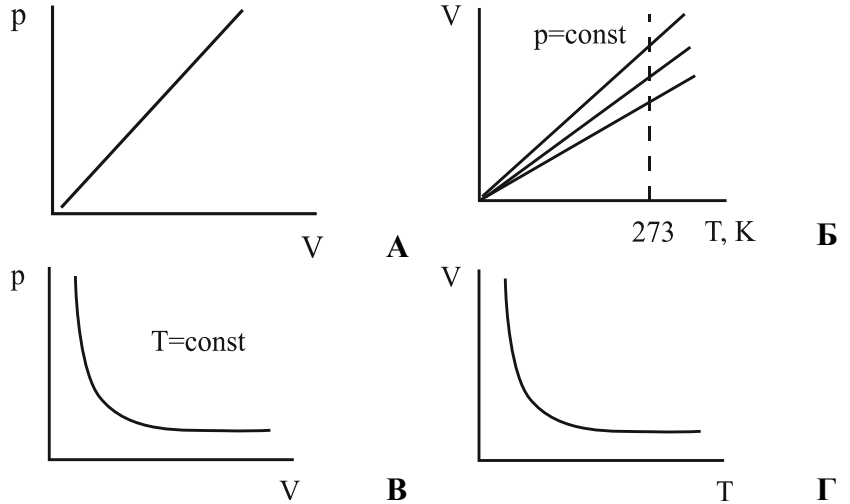 p
V
А
V
p=const
273 T, K
Б
p
T=const
V
В
V
T
Г